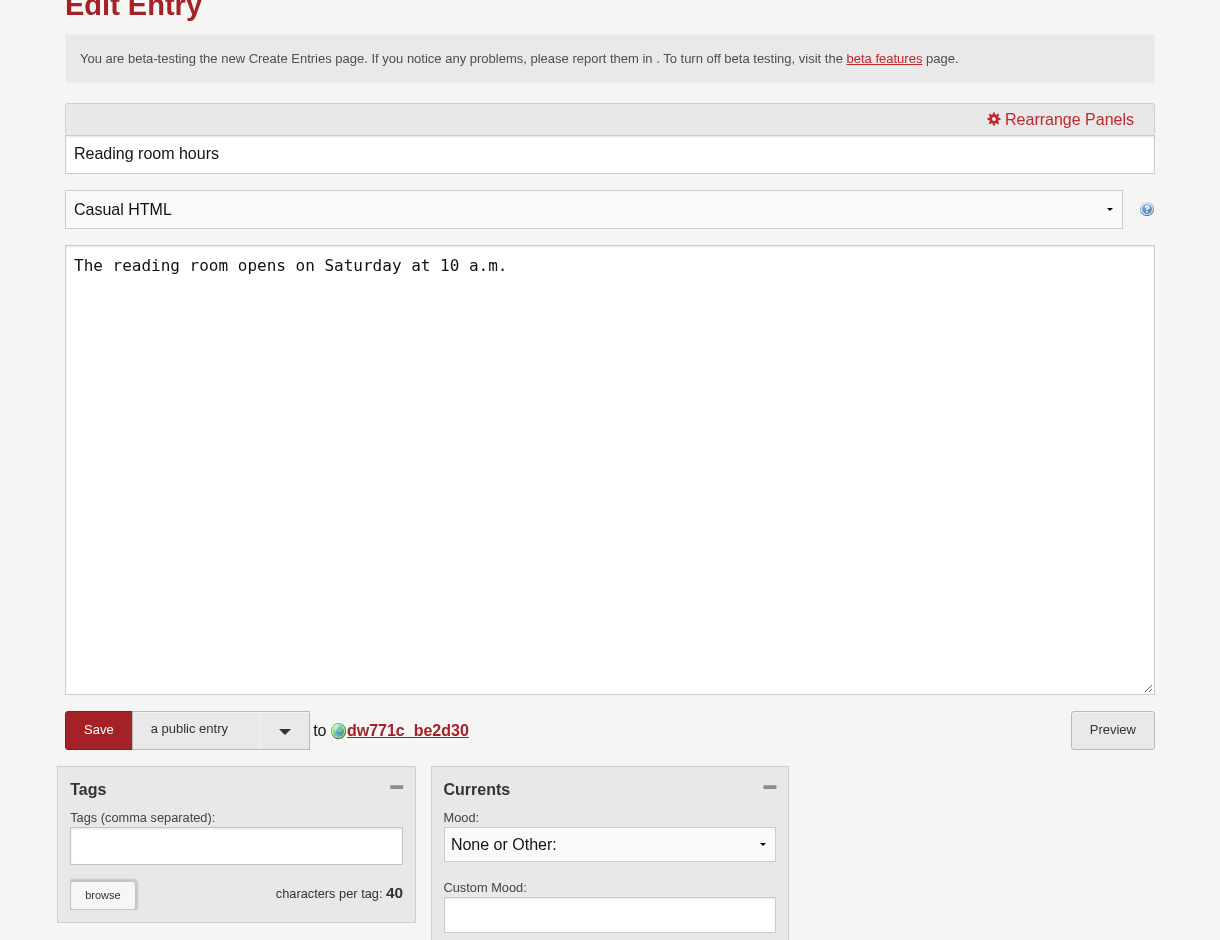 Edit Entry
You are beta-testing the new Create Entries page. If you notice any problems, please report them in . To turn off beta testing, visit the beta features page.
Rearrange Panels
Reading room hours
Casual HTML
The reading room opens on Saturday at 10 a.m.
Save a public entry to dw771c_be2d30 Preview
Tags
Tags (comma separated):
browse characters per tag: 40
Currents
Mood:
None or Other:
Custom Mood: